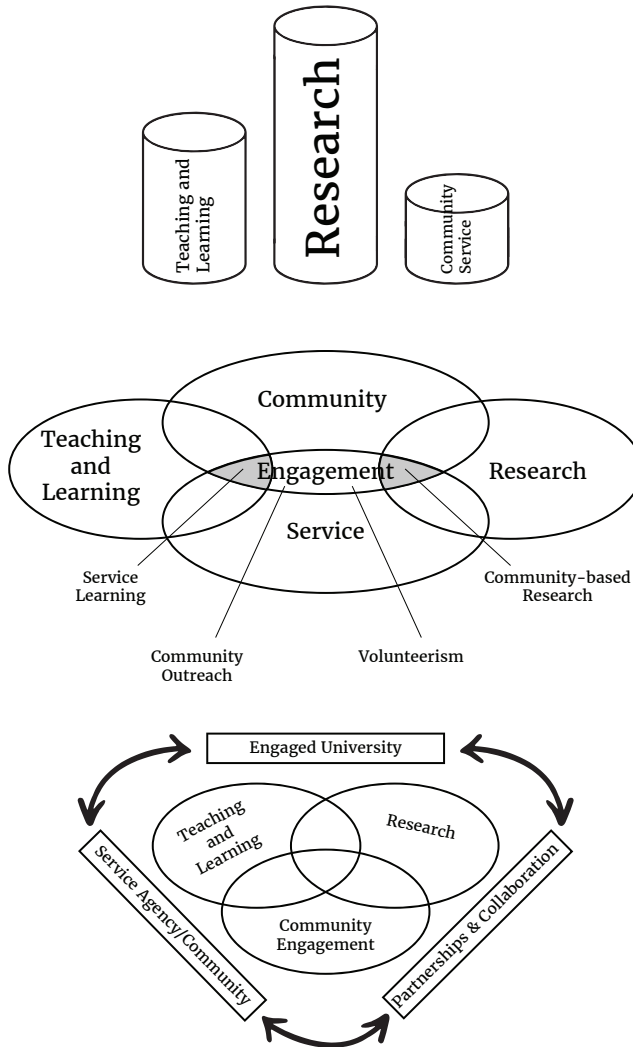 Teaching and
Learning
Research
Community
Service
Community
Teaching
and
Learning
Engagement
Research
Service
Service
Learning
Community-based
Research
Community
Outreach
Volunteerism
Engaged University
Teaching
and
Learning
Research
Community
Engagement
Service Agency/Community
Partnerships & Collaboration